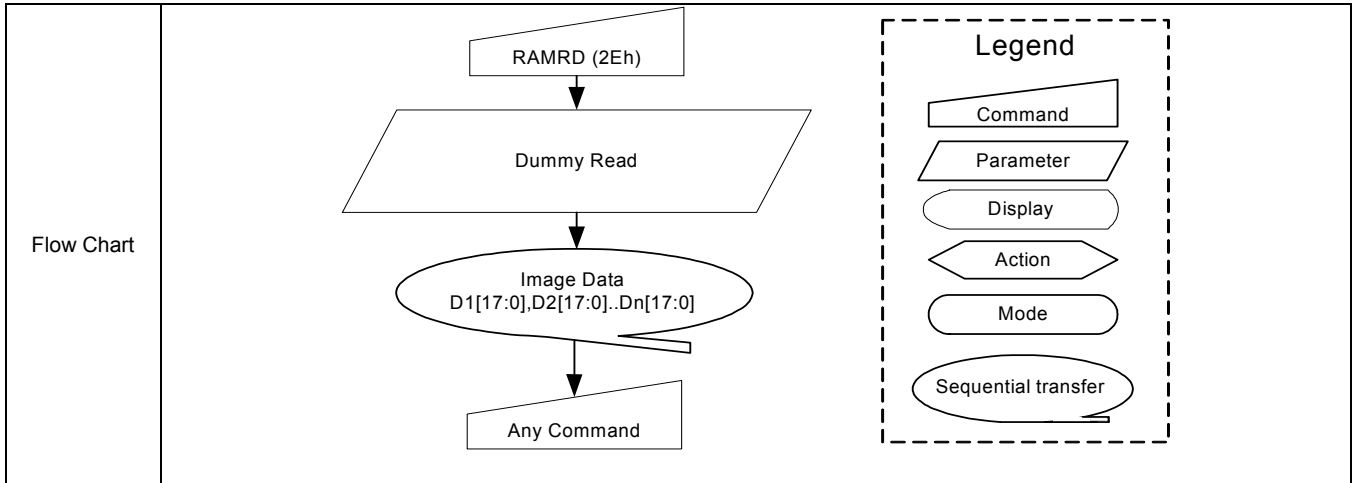 Flow Chart
RAMRD (2Eh)
Dummy Read
Image Data
D1[17:0],D2[17:0]..Dn[17:0]
Any Command
Legend
Command
Parameter
Display
Action
Mode
Sequential transfer